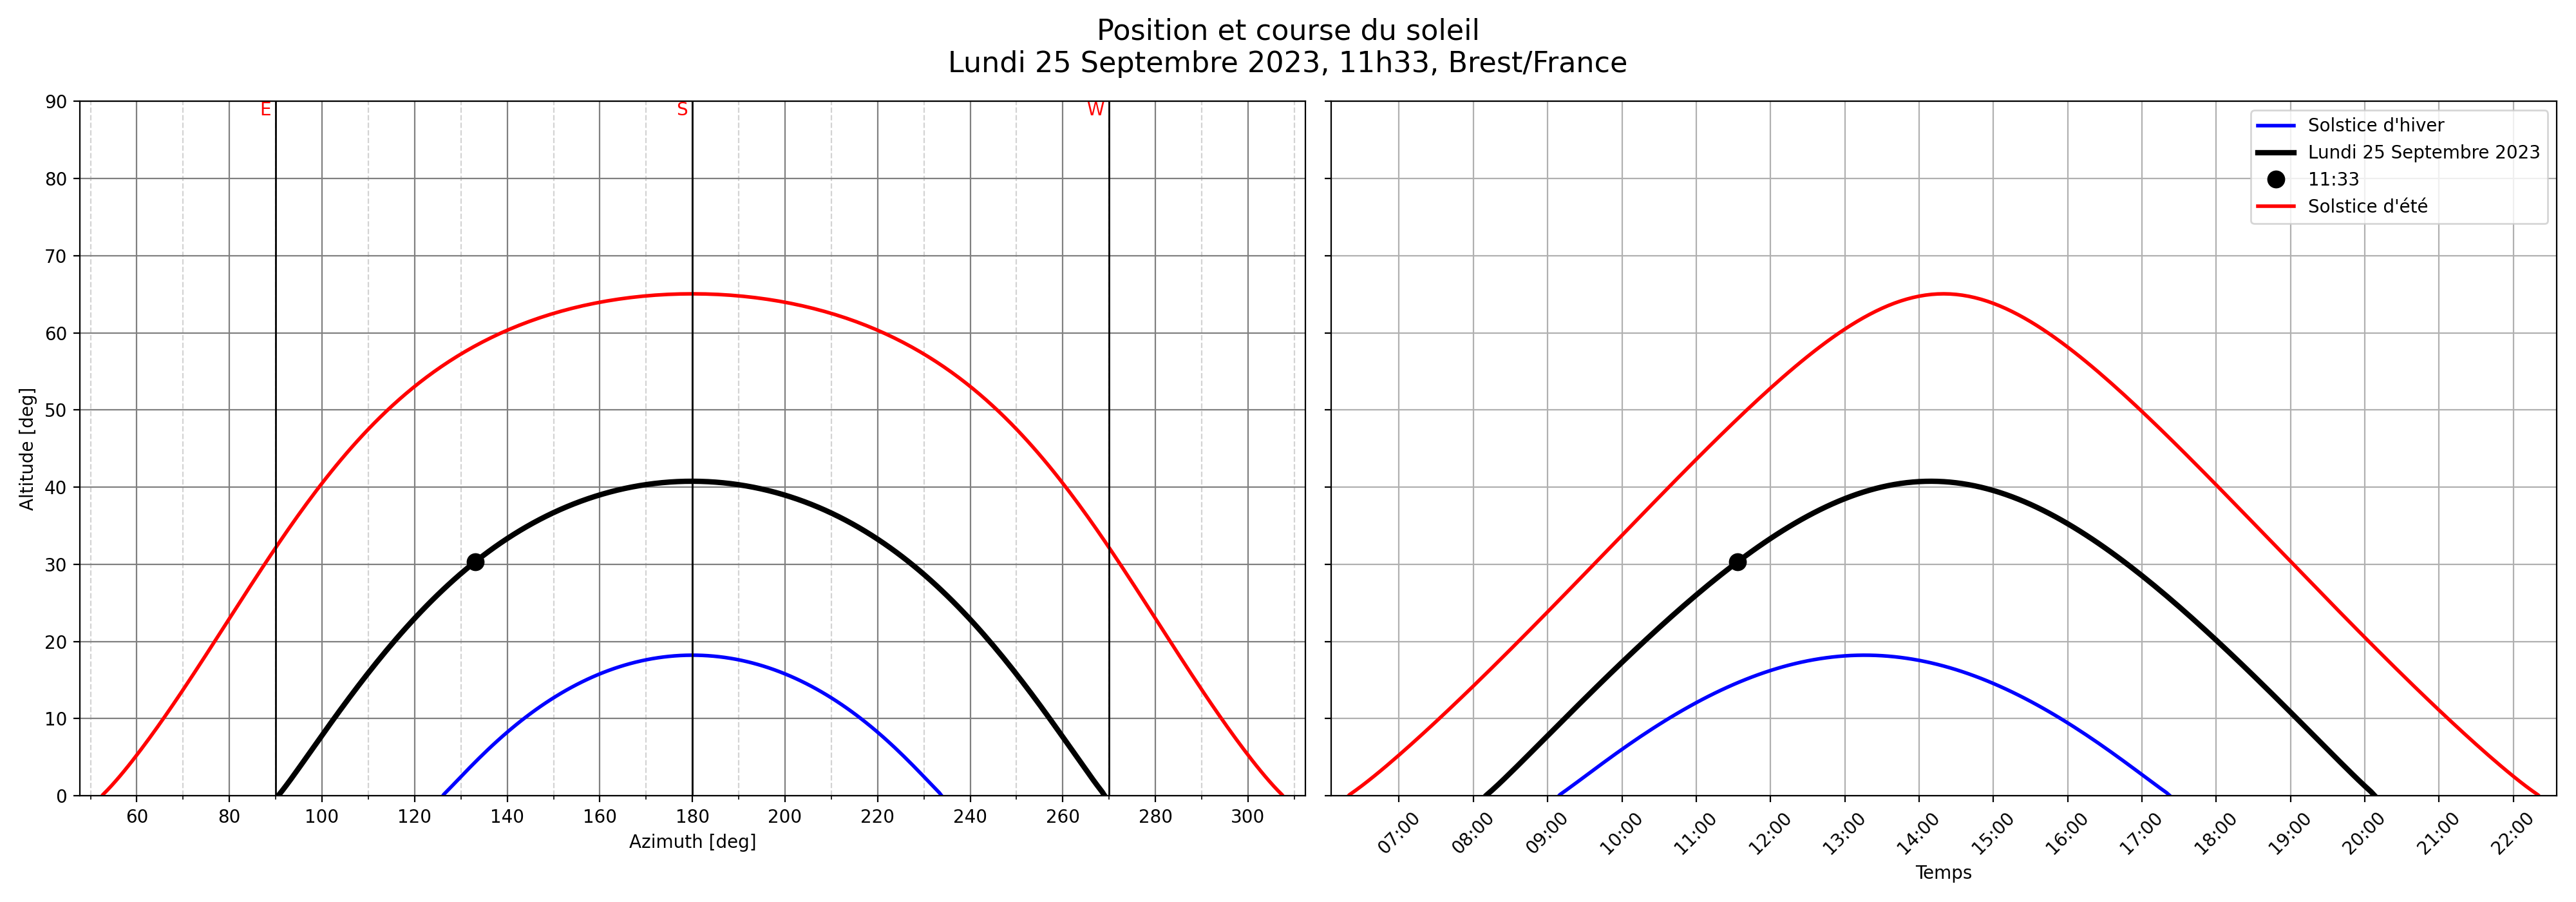 Position et course du soleil
Lundi 25 Septembre 2023, 11h33, Brest/France
E
S
W
Solstice d'hiver
Lundi 25 Septembre 2023
11:33
Solstice d'été
90
80
70
60
50
40
30
20
10
0
Altitude [deg]
60 80 100 120 140 160 180 200 220 240 260 280 300
Azimuth [deg]
07:00 08:00 09:00 10:00 11:00 12:00 13:00 14:00 15:00 16:00 17:00 18:00 19:00 20:00 21:00 22:00
Temps